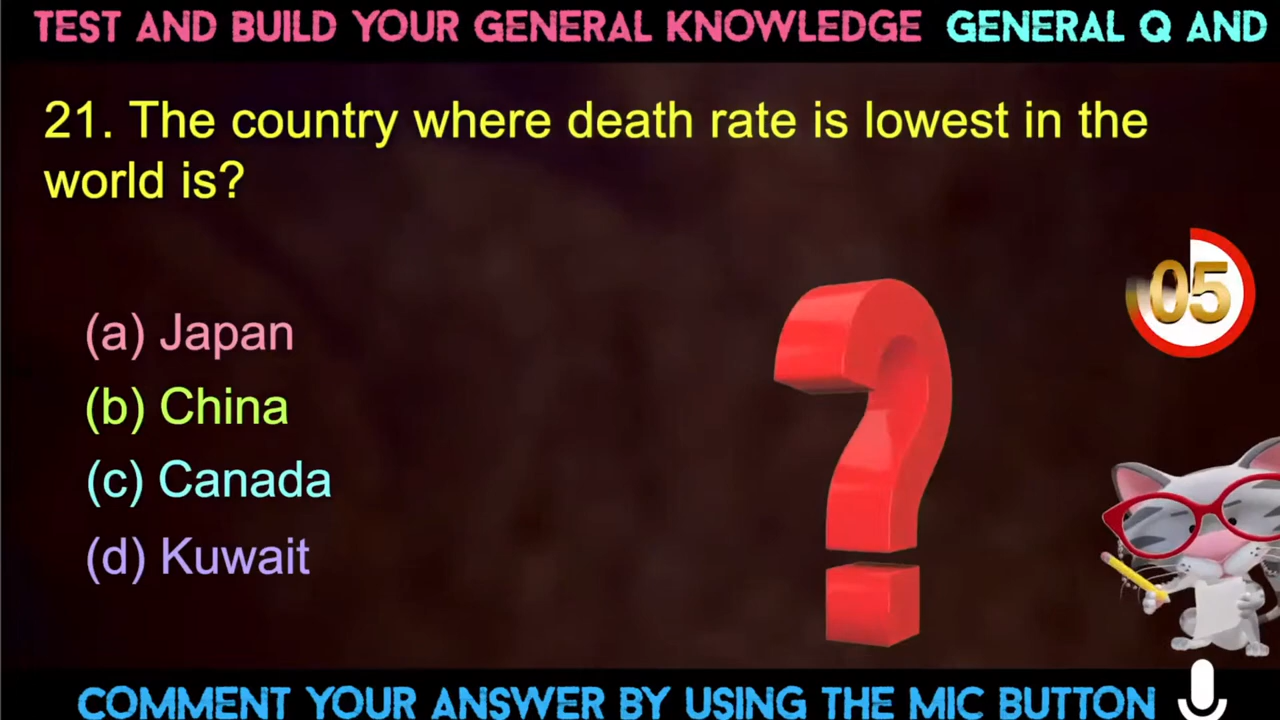 TEST AND BUILD YOUR GENERAL KNOWLEDGE GENERAL Q AND
21. The country where death rate is lowest in the
world is?
05
(a) Japan
(b) China
(c) Canada
(d) Kuwait
COMMENT YOUR ANSWER BY USING THE MIC BUTTON